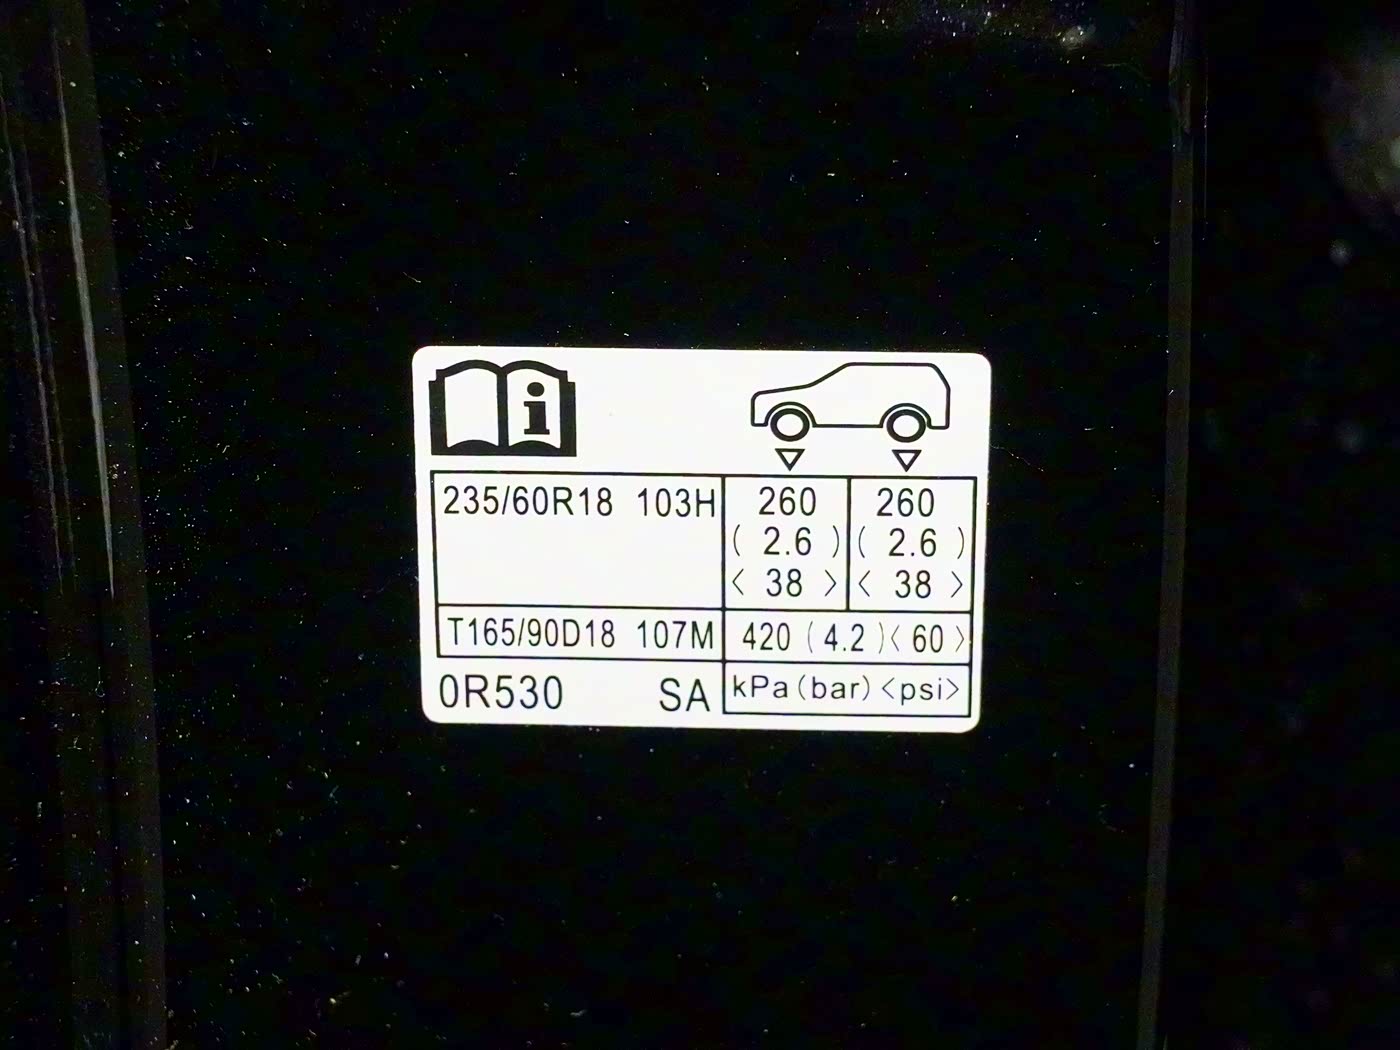 i
235/60R18 103H 260 260
( 2.6 ) ( 2.6 )
< 38 > < 38 >
T165/90D18 107M 420 (4.2)<60>
0R530 SA kPa(bar)<psi>